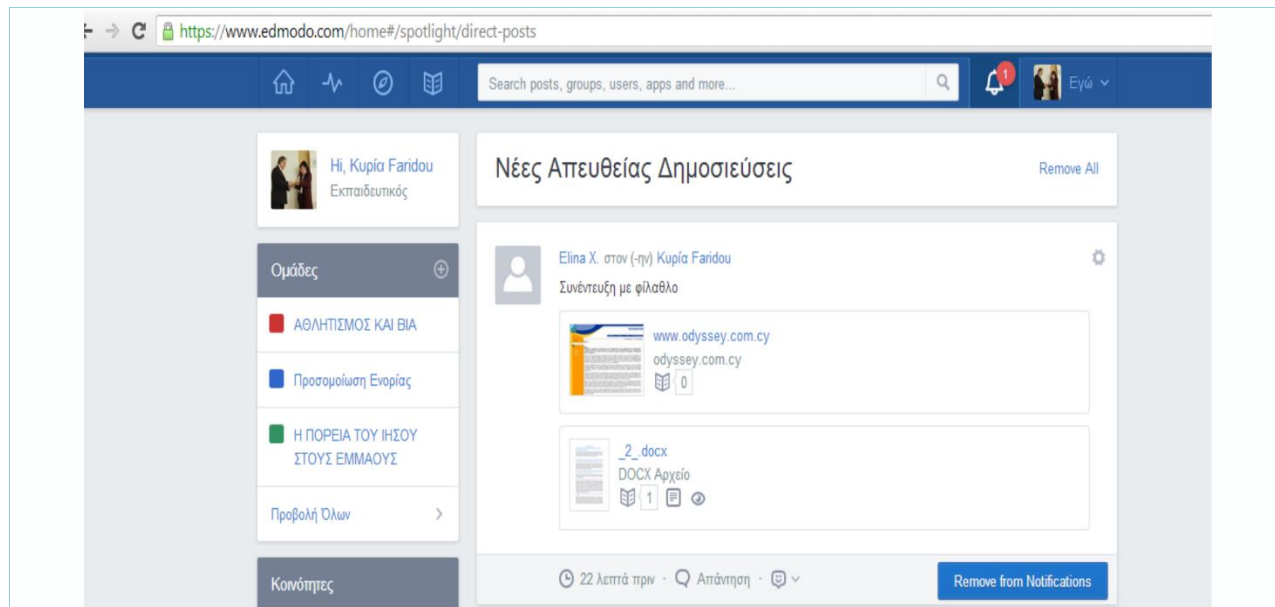 https://www.edmodo.com/home#/spotlight/direct-posts
Search posts, groups, users, apps and more...
1
Εγώ
Hi, Κυρία Faridou
Εκπαιδευτικός
Ομάδες
ΑΘΛΗΤΙΣΜΟΣ ΚΑΙ ΒΙΑ
Προσομοίωση Ενορίας
Η ΠΟΡΕΙΑ ΤΟΥ ΙΗΣΟΥ
ΣΤΟΥΣ ΕΜΜΑΟΥΣ
Προβολή Όλων
Κοινότητες
Νέες Απευθείας Δημοσιεύσεις
Remove All
Elina X. στον (-ην) Κυρία Faridou
Συνέντευξη με φίλαθλο
www.odyssey.com.cy
odyssey.com.cy
0
_2_.docx
DOCX Αρχείο
1
22 λεπτά πριν · Απάντηση ·
Remove from Notifications